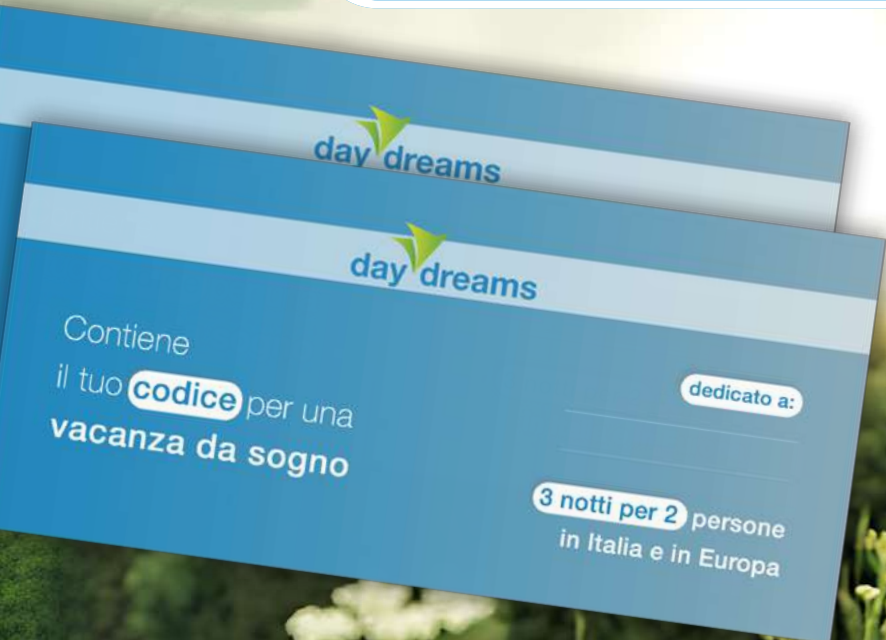 day dreams
day dreams
Contiene
il tuo codice per una
vacanza da sogno
dedicato a:
3 notti per 2 persone
in Italia e in Europa